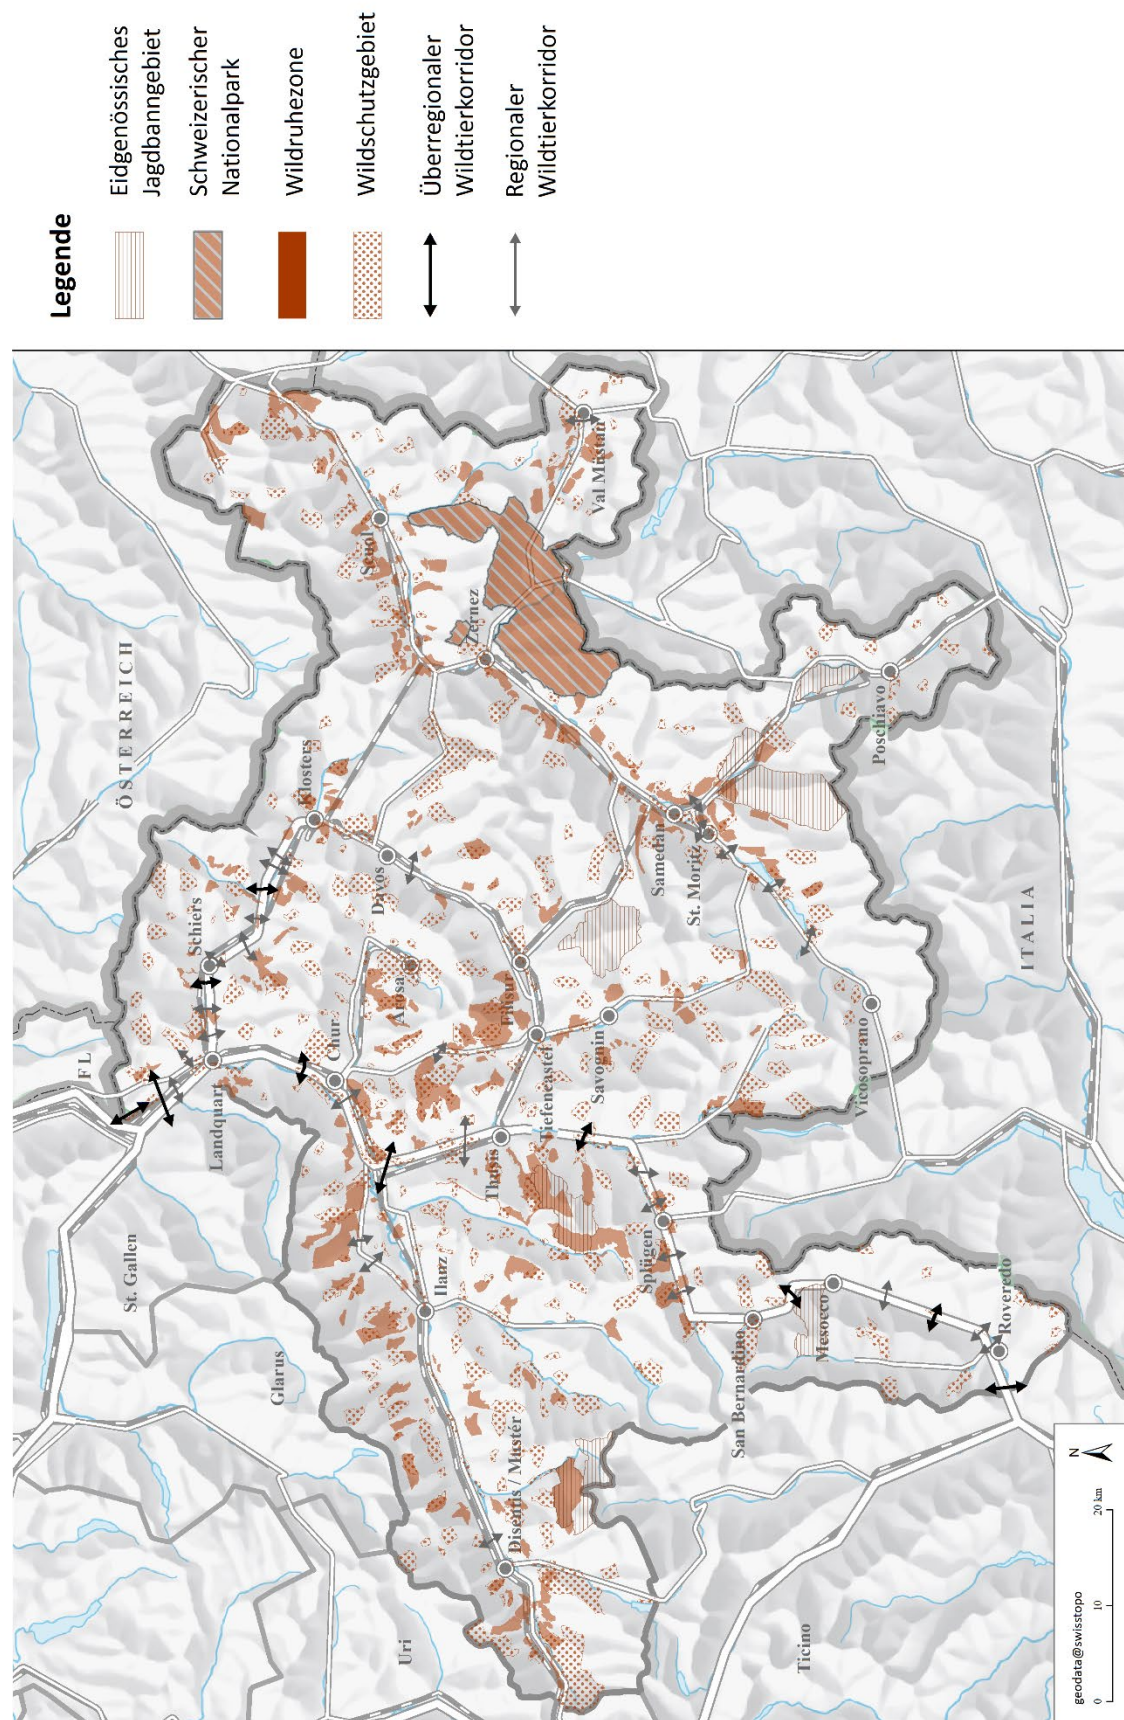 Legende
Eidgenössisches
Jagdbanngebiet
Schweizerischer
Nationalpark
Wildruhezone
Wildschutzgebiet
Überregionaler
Wildtierkorridor
Regionaler
Wildtierkorridor
ÖSTERREICH
FL
St. Gallen
Glarus
Uri
Ticino
ITALIA
Schiers
Landquart
Klosters
Chur
Arosa
Davos
Scuol
Zernez
Val Müstair
Filisur
Tiefencastel
Savognin
Thusis
Ilanz
Disentis / Mustér
Samedan
St. Moritz
Poschiavo
Vicosoprano
Splügen
San Bernardino
Mesocco
Roveredo
geodata@swisstopo
0 10 20 km
N